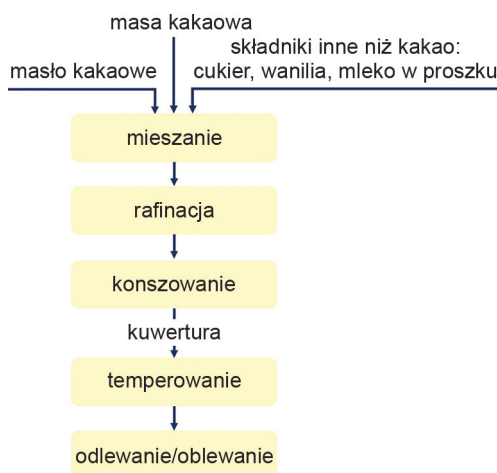 masa kakaowa
składniki inne niż kakao:
masło kakaowe
cukier, wanilia, mleko w proszku
mieszanie
rafinacja
konszowanie
kuwertura
temperowanie
odlewanie/oblewanie